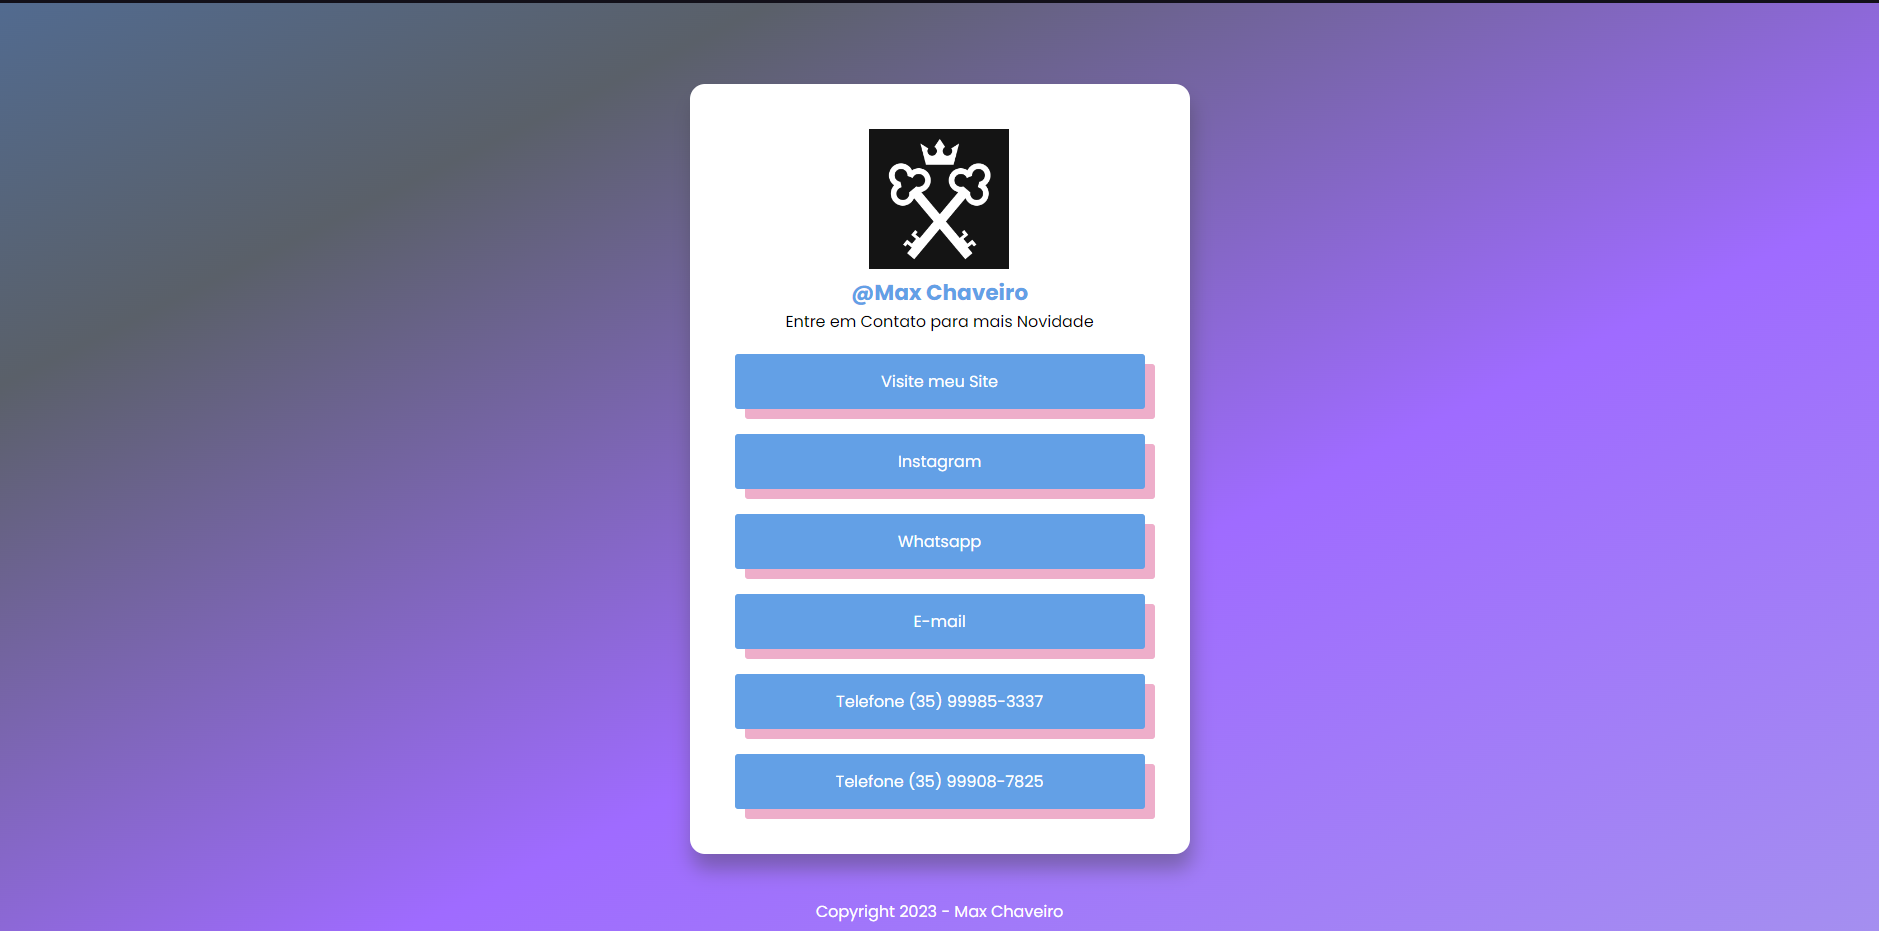 @Max Chaveiro
Entre em Contato para mais Novidade
Visite meu Site
Instagram
Whatsapp
E-mail
Telefone (35) 99985-3337
Telefone (35) 99908-7825
Copyright 2023 - Max Chaveiro